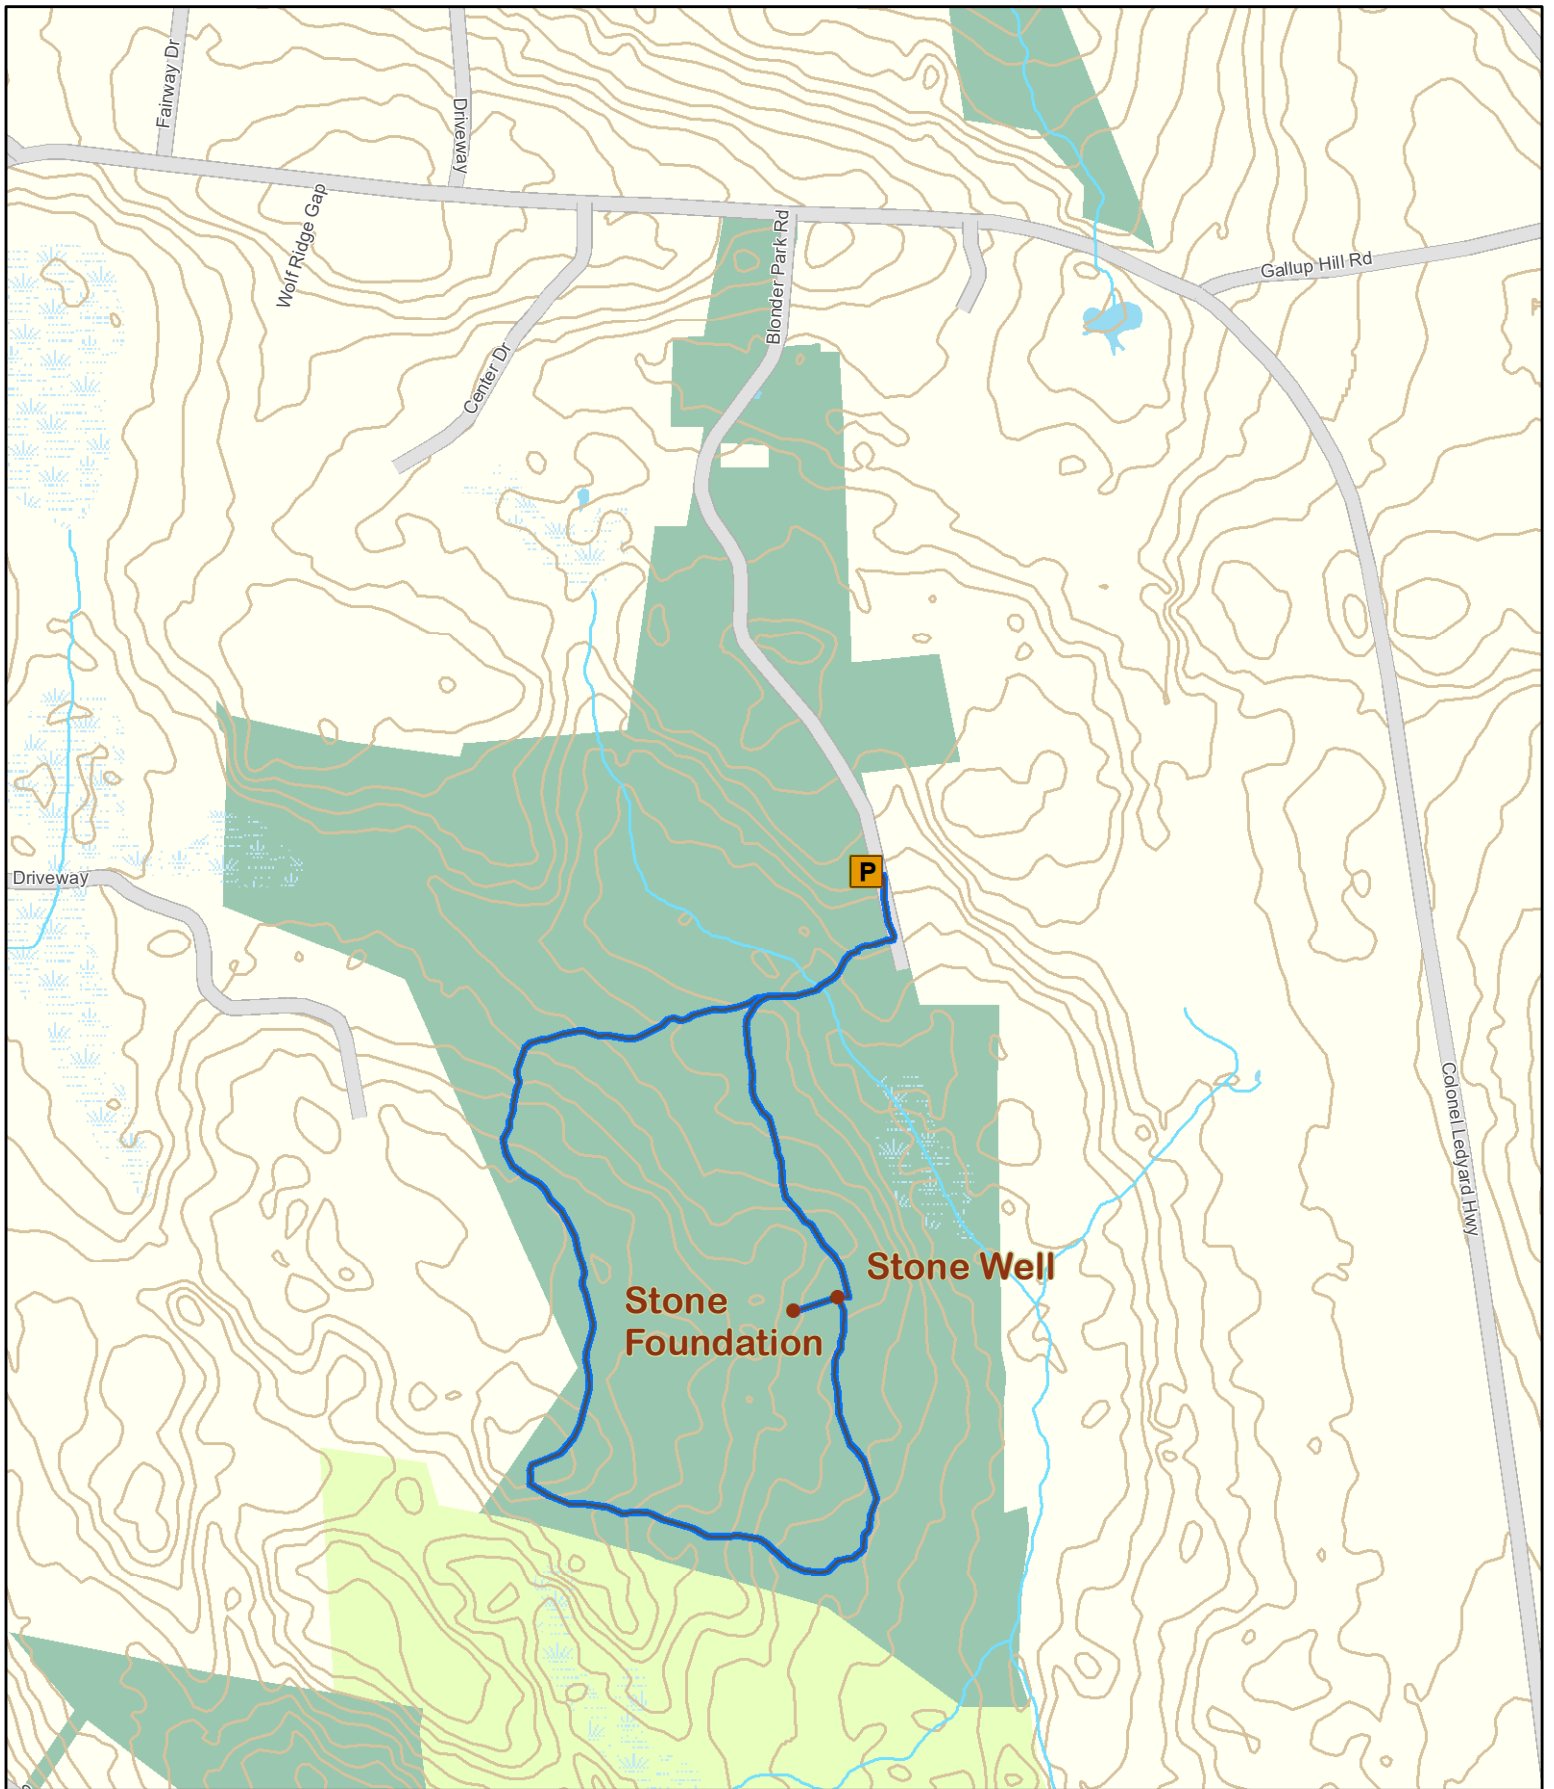 Fairway Dr
Driveway
Wolf Ridge Gap
Blonder Park Rd
Gallup Hill Rd
Center Dr
P
Driveway
Colonel Ledyard Hwy
Stone Well
Stone
Foundation